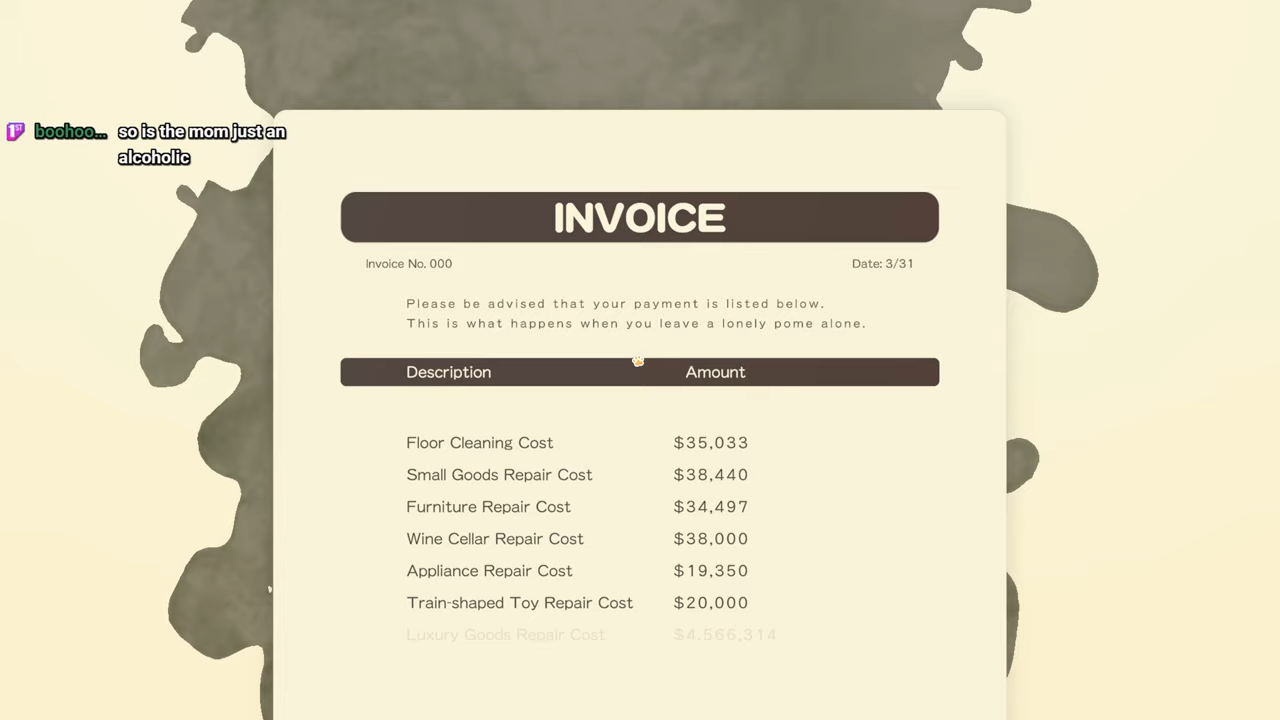 boohoo... so is the mom just an
alcoholic
INVOICE
Invoice No. 000 Date: 3/31
Please be advised that your payment is listed below.
This is what happens when you leave a lonely pome alone.
Description Amount
Floor Cleaning Cost $35,033
Small Goods Repair Cost $38,440
Furniture Repair Cost $34,497
Wine Cellar Repair Cost $38,000
Appliance Repair Cost $19,350
Train-shaped Toy Repair Cost $20,000
Luxury Goods Repair Cost $4,566,314